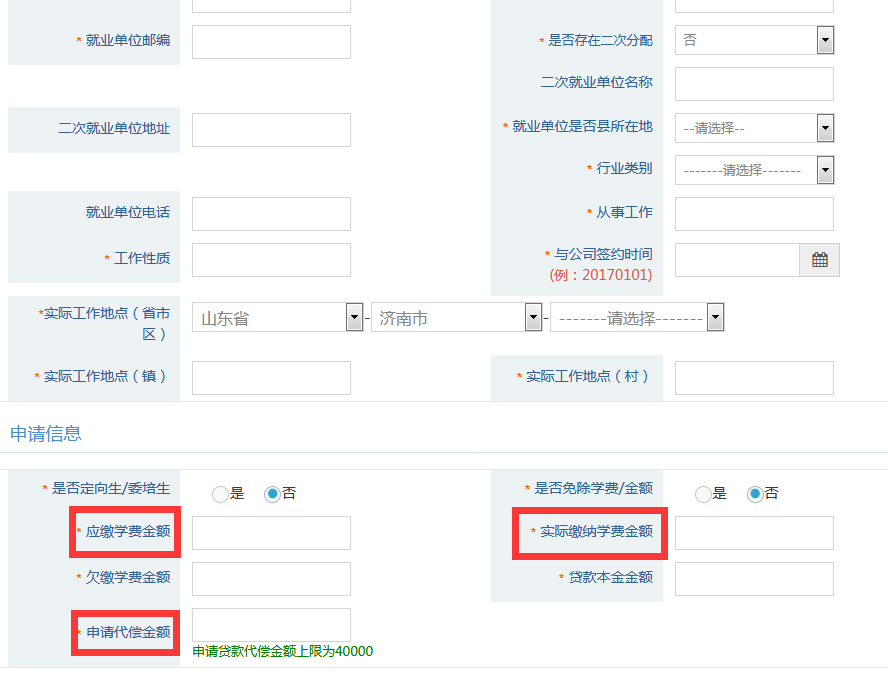 * 就业单位邮编
* 是否存在二次分配 否
二次就业单位名称
二次就业单位地址
* 就业单位是否县所在地 --请选择--
* 行业类别 -------请选择-------
就业单位电话
* 从事工作
* 工作性质
* 与公司签约时间
(例：20170101)
*实际工作地点（省市
区） 山东省 - 济南市 - -------请选择-------
* 实际工作地点（镇）
* 实际工作地点（村）
申请信息
* 是否定向生/委培生 是 否
* 是否免除学费/金额 是 否
* 应缴学费金额
* 实际缴纳学费金额
* 欠缴学费金额
* 贷款本金金额
* 申请代偿金额
申请贷款代偿金额上限为40000